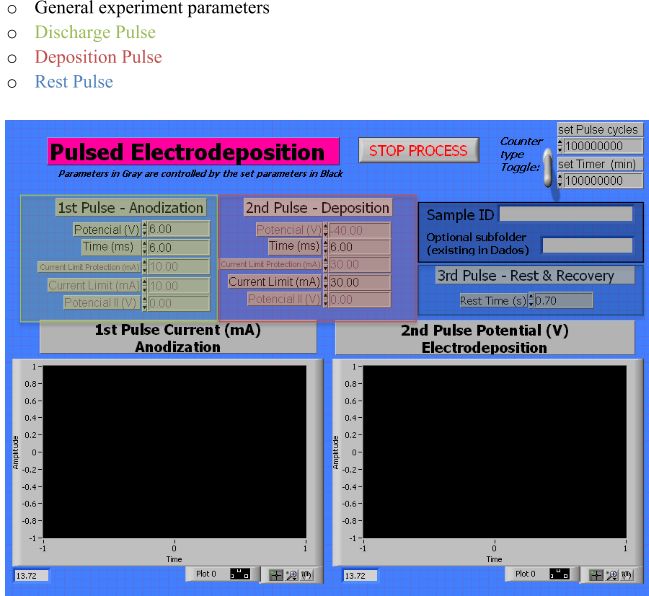 o General experiment parameters
o Discharge Pulse
o Deposition Pulse
o Rest Pulse
Pulsed Electrodeposition
Parameters in Gray are controlled by the set parameters in Black
STOP PROCESS
Counter
type
Toggle:
set Pulse cycles
100000000
set Timer (min)
100000000
1st Pulse - Anodization
Potencial (V) 6.00
Time (ms) 6.00
Current Limit Protection (mA) 10.00
Current Limit (mA) 10.00
Potencial II (V) 0.00
2nd Pulse - Deposition
Potencial (V) -40.00
Time (ms) 6.00
Current Limit Protection (mA) 30.00
Current Limit (mA) 30.00
Potencial II (V) 0.00
Sample ID
Optional subfolder
(existing in Dados)
3rd Pulse - Rest & Recovery
Rest Time (s) 0.70
1st Pulse Current (mA)
Anodization
1
0.8
0.6
0.4
0.2
0
-0.2
-0.4
-0.6
-0.8
-1
Amplitude
-1 0 1
Time
13.72
Plot 0
2nd Pulse Potential (V)
Electrodeposition
1
0.8
0.6
0.4
0.2
0
-0.2
-0.4
-0.6
-0.8
-1
Amplitude
-1 0 1
Time
13.72
Plot 0